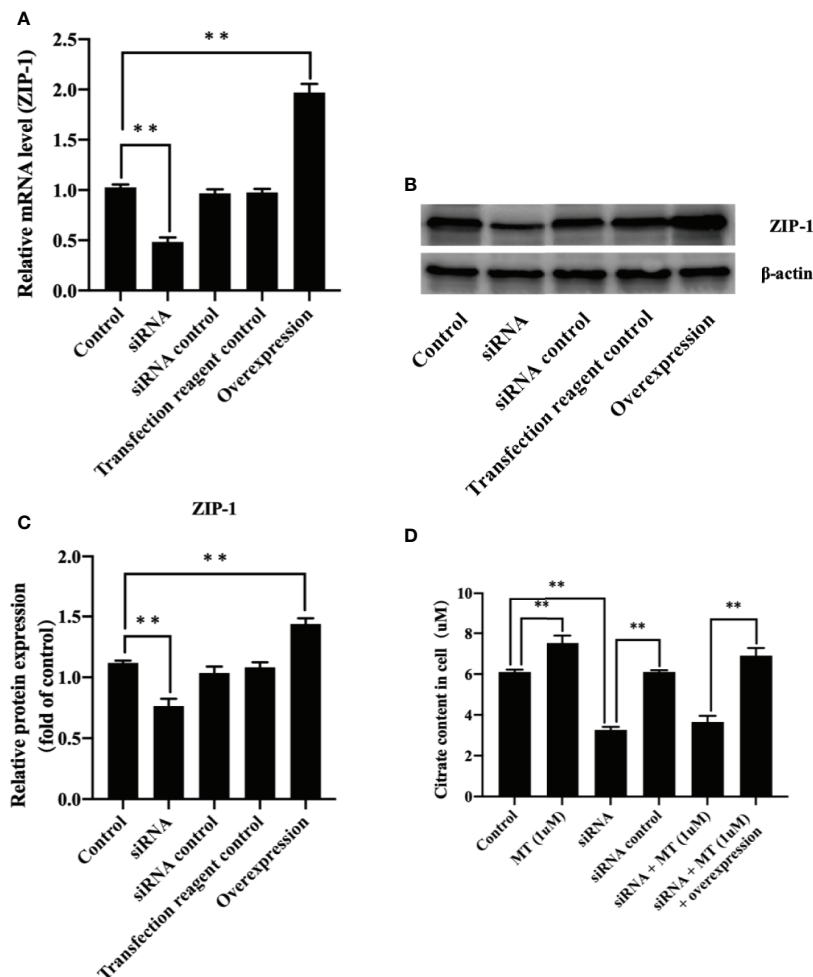 A
Relative mRNA level (ZIP-1)
2.5
2.0
1.5
1.0
0.5
0.0
**
**
Control
siRNA
siRNA control
Transfection reagent control
Overexpression
B
ZIP-1
β-actin
Control
siRNA
siRNA control
Transfection reagent control
Overexpression
C
ZIP-1
Relative protein expression
(fold of control)
2.0
1.5
1.0
0.5
0.0
**
**
Control
siRNA
siRNA control
Transfection reagent control
Overexpression
D
Citrate content in cell (uM)
10
8
6
4
2
0
**
**
**
**
Control
MT (1uM)
siRNA
siRNA control
siRNA + MT (1uM)
siRNA + MT (1uM)
+ overexpression